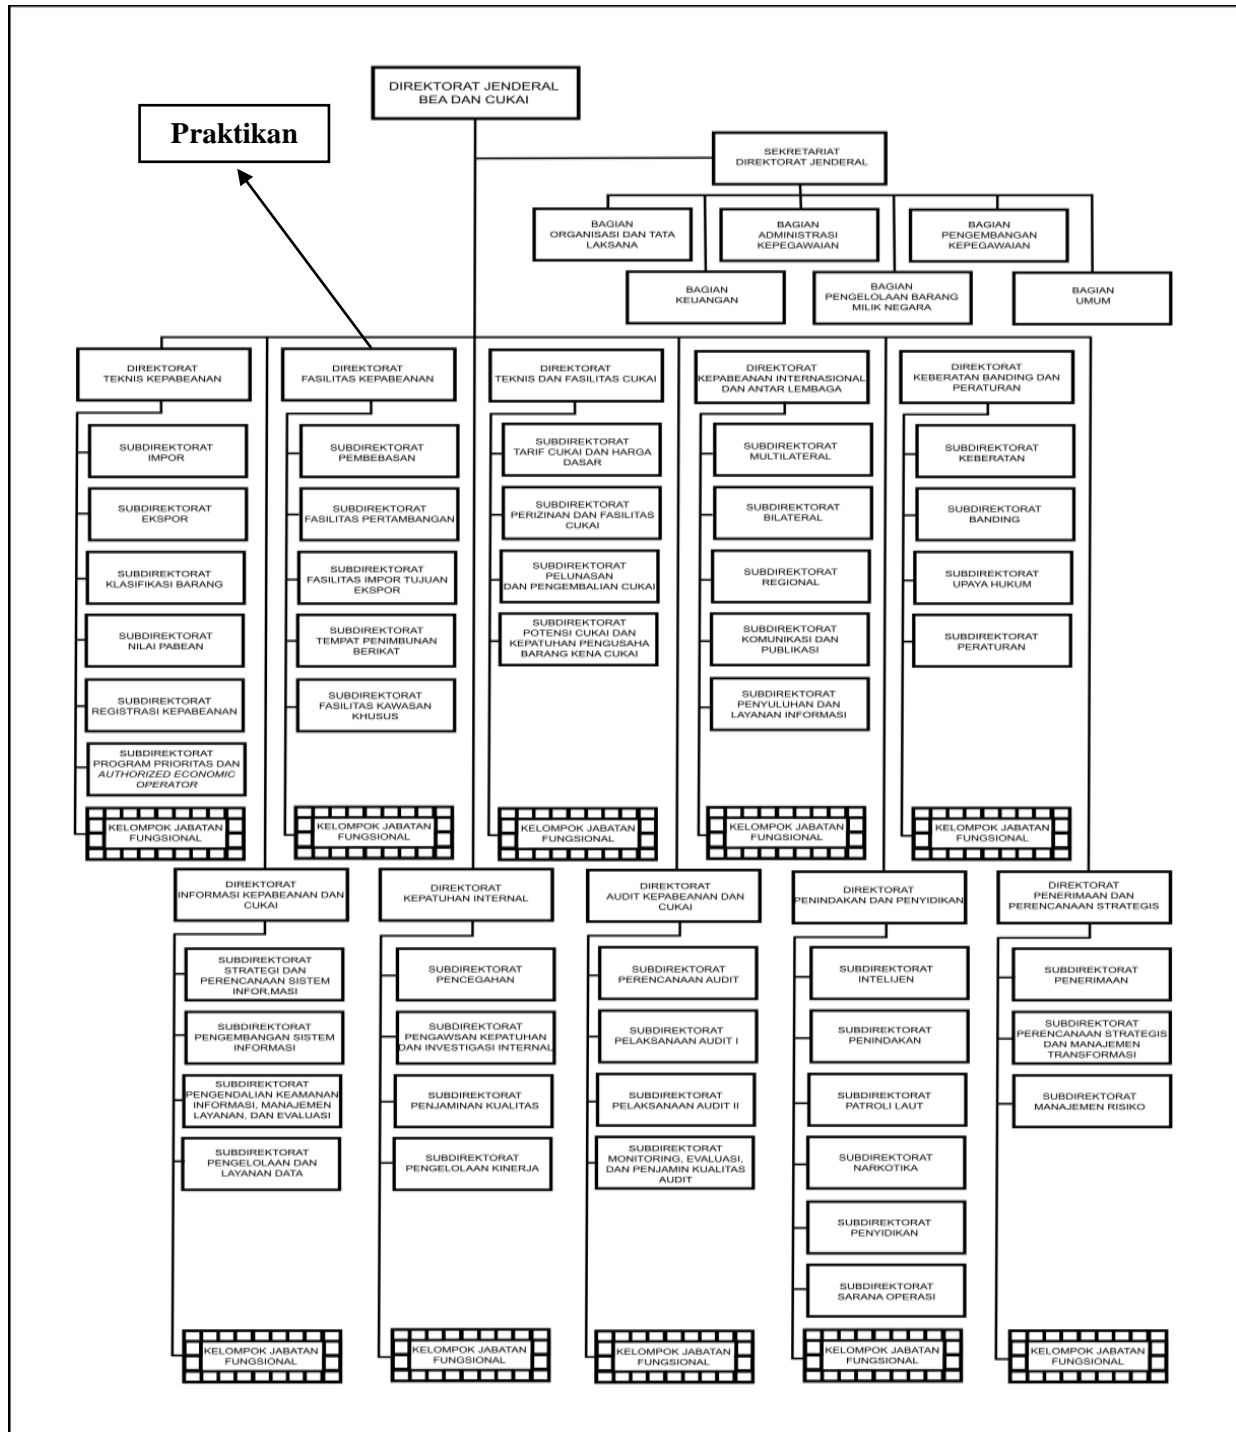 DIREKTORAT JENDERAL
BEA DAN CUKAI
Praktikan
SEKRETARIAT
DIREKTORAT JENDERAL
BAGIAN
ORGANISASI DAN TATA
LAKSANA
BAGIAN
ADMINISTRASI
KEPEGAWAIAN
BAGIAN
PENGEMBANGAN
KEPEGAWAIAN
BAGIAN
KEUANGAN
BAGIAN
PENGELOLAAN BARANG
MILIK NEGARA
BAGIAN
UMUM
DIREKTORAT
TEKNIS KEPABEANAN
SUBDIREKTORAT
IMPOR
SUBDIREKTORAT
EKSPOR
SUBDIREKTORAT
KLASIFIKASI BARANG
SUBDIREKTORAT
NILAI PABEAN
SUBDIREKTORAT
REGISTRASI KEPABEANAN
SUBDIREKTORAT
PROGRAM PRIORITAS DAN
AUTHORIZED ECONOMIC
OPERATOR
KELOMPOK JABATAN
FUNGSIONAL
DIREKTORAT
FASILITAS KEPABEANAN
SUBDIREKTORAT
PEMBEBASAN
SUBDIREKTORAT
FASILITAS PERTAMBANGAN
SUBDIREKTORAT
FASILITAS IMPOR TUJUAN
EKSPOR
SUBDIREKTORAT
TEMPAT PENIMBUNAN
BERIKAT
SUBDIREKTORAT
FASILITAS KAWASAN
KHUSUS
KELOMPOK JABATAN
FUNGSIONAL
DIREKTORAT
TEKNIS DAN FASILITAS CUKAI
SUBDIREKTORAT
TARIF CUKAI DAN HARGA
DASAR
SUBDIREKTORAT
PERIZINAN DAN FASILITAS
CUKAI
SUBDIREKTORAT
PELUNASAN
DAN PENGEMBALIAN CUKAI
SUBDIREKTORAT
POTENSI CUKAI DAN
KEPATUHAN PENGUSAHA
BARANG KENA CUKAI
KELOMPOK JABATAN
FUNGSIONAL
DIREKTORAT
KEPABEANAN INTERNASIONAL
DAN ANTAR LEMBAGA
SUBDIREKTORAT
MULTILATERAL
SUBDIREKTORAT
BILATERAL
SUBDIREKTORAT
REGIONAL
SUBDIREKTORAT
KOMUNIKASI DAN
PUBLIKASI
SUBDIREKTORAT
PENYULUHAN DAN
LAYANAN INFORMASI
KELOMPOK JABATAN
FUNGSIONAL
DIREKTORAT
KEBERATAN BANDING DAN
PERATURAN
SUBDIREKTORAT
KEBERATAN
SUBDIREKTORAT
BANDING
SUBDIREKTORAT
UPAYA HUKUM
SUBDIREKTORAT
PERATURAN
KELOMPOK JABATAN
FUNGSIONAL
DIREKTORAT
INFORMASI KEPABEANAN DAN
CUKAI
SUBDIREKTORAT
STRATEGI DAN
PERENCANAAN SISTEM
INFOR,MASI
SUBDIREKTORAT
PENGEMBANGAN SISTEM
INFORMASI
SUBDIREKTORAT
PENGENDALIAN KEAMANAN
INFORMASI, MANAJEMEN
LAYANAN, DAN EVALUASI
SUBDIREKTORAT
PENGELOLAAN DAN
LAYANAN DATA
KELOMPOK JABATAN
FUNGSIONAL
DIREKTORAT
KEPATUHAN INTERNAL
SUBDIREKTORAT
PENCEGAHAN
SUBDIREKTORAT
PENGAWSAN KEPATUHAN
DAN INVESTIGASI INTERNAL
SUBDIREKTORAT
PENJAMINAN KUALITAS
SUBDIREKTORAT
PENGELOLAAN KINERJA
KELOMPOK JABATAN
FUNGSIONAL
DIREKTORAT
AUDIT KEPABEANAN DAN
CUKAI
SUBDIREKTORAT
PERENCANAAN AUDIT
SUBDIREKTORAT
PELAKSANAAN AUDIT I
SUBDIREKTORAT
PELAKSANAAN AUDIT II
SUBDIREKTORAT
MONITORING, EVALUASI,
DAN PENJAMIN KUALITAS
AUDIT
KELOMPOK JABATAN
FUNGSIONAL
DIREKTORAT
PENINDAKAN DAN PENYIDIKAN
SUBDIREKTORAT
INTELIJEN
SUBDIREKTORAT
PENINDAKAN
SUBDIREKTORAT
PATROLI LAUT
SUBDIREKTORAT
NARKOTIKA
SUBDIREKTORAT
PENYIDIKAN
SUBDIREKTORAT
SARANA OPERASI
KELOMPOK JABATAN
FUNGSIONAL
DIREKTORAT
PENERIMAAN DAN
PERENCANAAN STRATEGIS
SUBDIREKTORAT
PENERIMAAN
SUBDIREKTORAT
PERENCANAAN STRATEGIS
DAN MANAJEMEN
TRANSFORMASI
SUBDIREKTORAT
MANAJEMEN RISIKO
KELOMPOK JABATAN
FUNGSIONAL